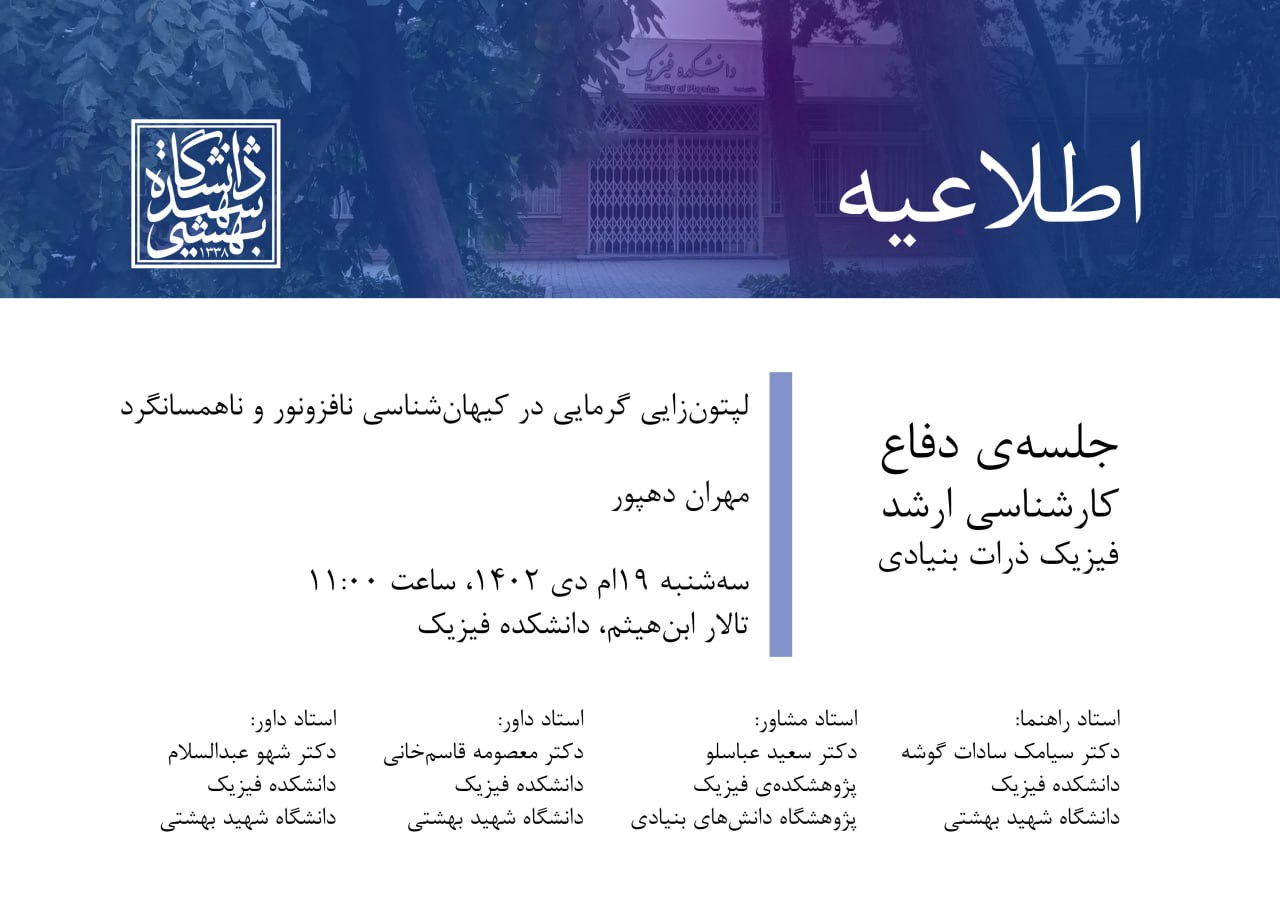 دانشکده فیزیک
Faculty of Physics
دانشگاه
شهید
بهشتی
۱۳۳۸
اطلاعیه
جلسه‌ی دفاع
کارشناسی ارشد
فیزیک ذرات بنیادی
لپتون‌زایی گرمایی در کیهان‌شناسی نافزونور و ناهمسانگرد
مهران دهپور
سه‌شنبه ۱۹ام دی ۱۴۰۲، ساعت ۱۱:۰۰
تالار ابن‌هیثم، دانشکده فیزیک
استاد راهنما:
دکتر سیامک سادات گوشه
دانشکده فیزیک
دانشگاه شهید بهشتی
استاد مشاور:
دکتر سعید عباسلو
پژوهشکده‌ی فیزیک
پژوهشگاه دانش‌های بنیادی
استاد داور:
دکتر معصومه قاسم‌خانی
دانشکده فیزیک
دانشگاه شهید بهشتی
استاد داور:
دکتر شهو عبدالسلام
دانشکده فیزیک
دانشگاه شهید بهشتی